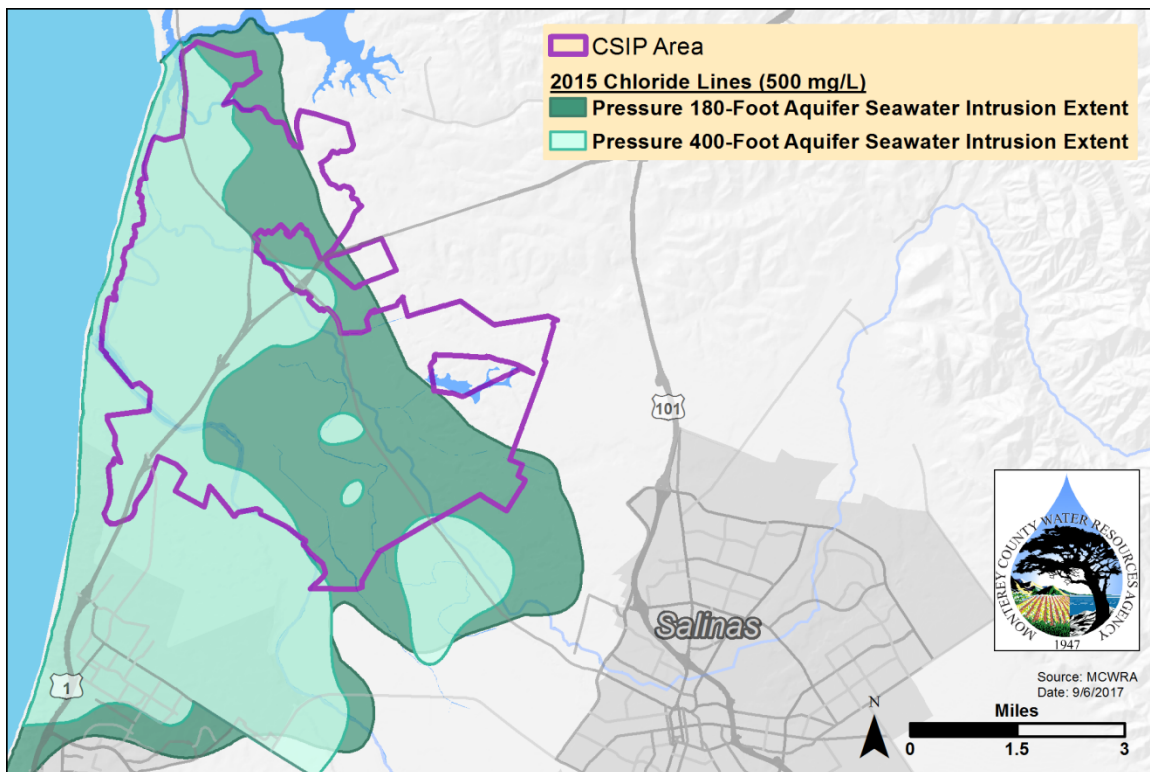 CSIP Area
2015 Chloride Lines (500 mg/L)
Pressure 180-Foot Aquifer Seawater Intrusion Extent
Pressure 400-Foot Aquifer Seawater Intrusion Extent
101
Salinas
1
MONTEREY COUNTY WATER RESOURCES AGENCY
1947
Source: MCWRA
Date: 9/6/2017
N
Miles
0 1.5 3